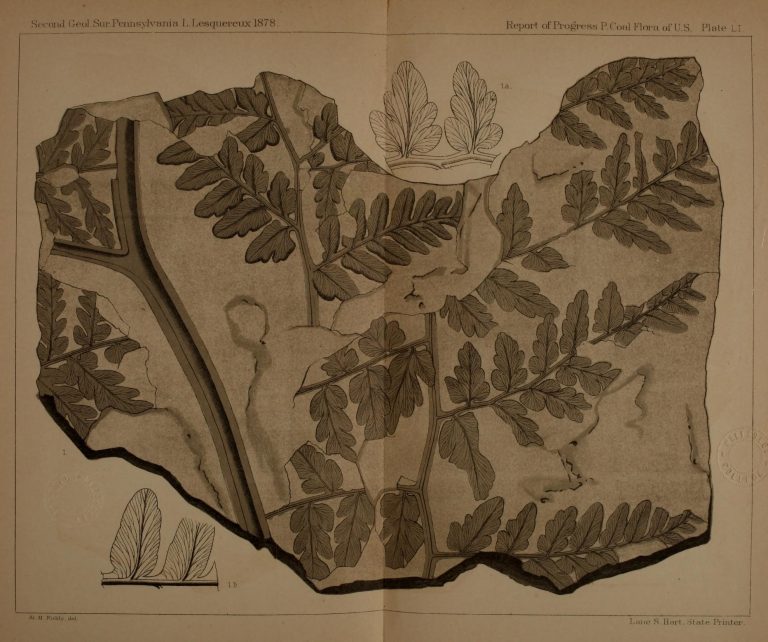 Second Geol. Sur. Pennsylvania L. Lesquereux 1878.
Report of Progress P. Coal Flora of U.S. Plate LI.
1a.
1.
1b
Lane S. Hart, State Printer.